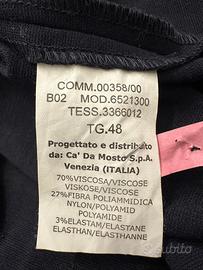 COMM.00358/00
B02 MOD.6521300
TESS.3366012
TG.48
Progettato e distribuito
da: Ca' Da Mosto S.p.A.
Venezia (ITALIA)
70%VISCOSA/VISCOSE
VISKOSE/VISCOSE
27%FIBRA POLIAMMIDICA
NYLON/POLYAMID
POLYAMIDE
3%ELASTAM/ELASTANE
ELASTHAN/ELASTHANNE
subito